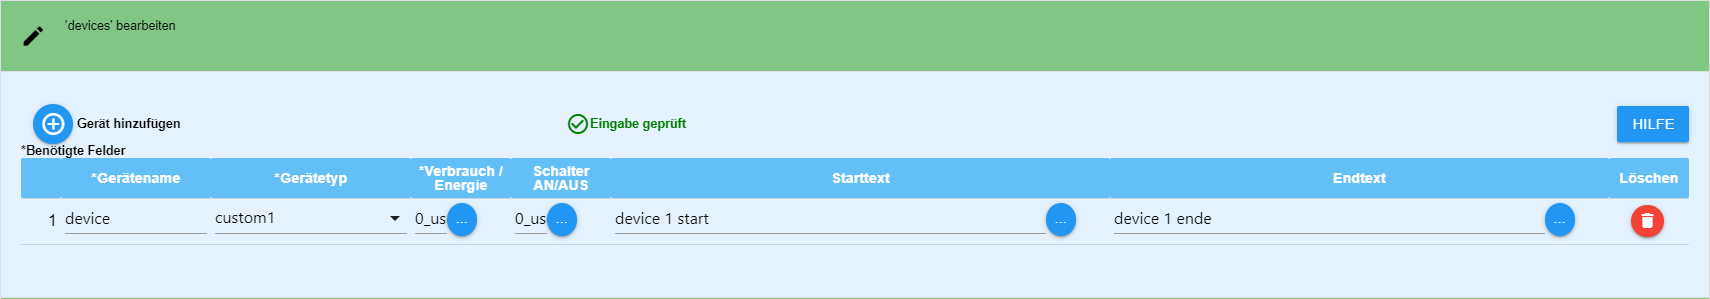 'devices' bearbeiten
Gerät hinzufügen
Eingabe geprüft
HILFE
*Benötigte Felder
*Gerätename *Gerätetyp *Verbrauch / Energie Schalter AN/AUS Starttext Endtext Löschen
1 device custom1 0_us ... 0_us ... device 1 start ... device 1 ende ...